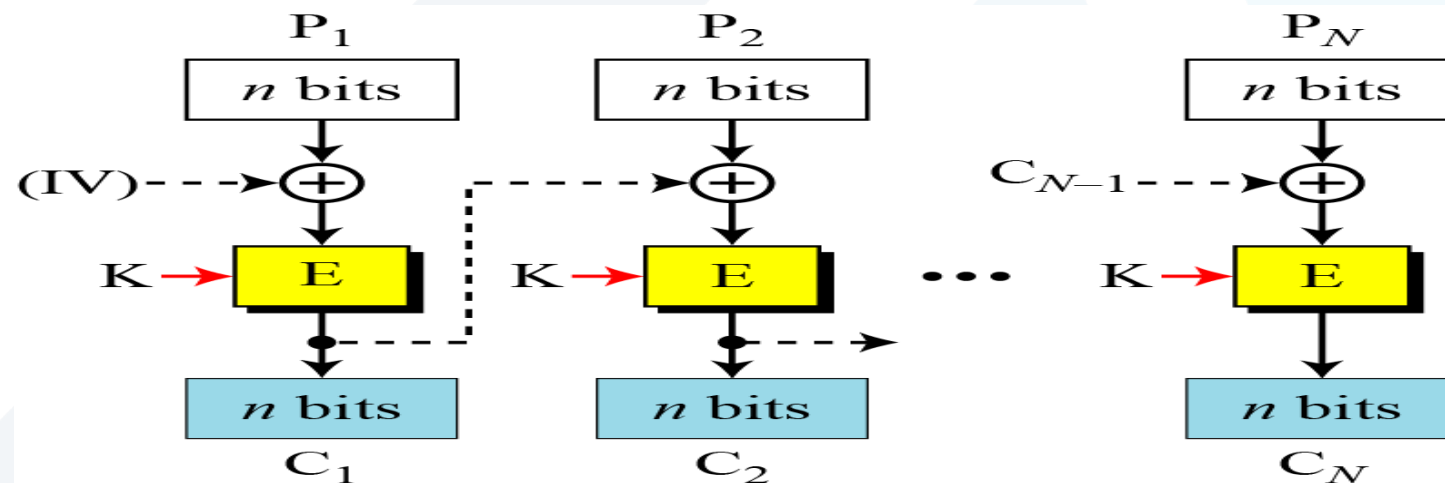 P1 P2 PN
n bits n bits n bits
(IV) CN−1
K E K E ••• K E
n bits n bits n bits
C1 C2 CN